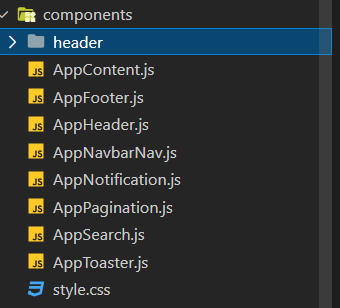 components
header
AppContent.js
AppFooter.js
AppHeader.js
AppNavbarNav.js
AppNotification.js
AppPagination.js
AppSearch.js
AppToaster.js
style.css